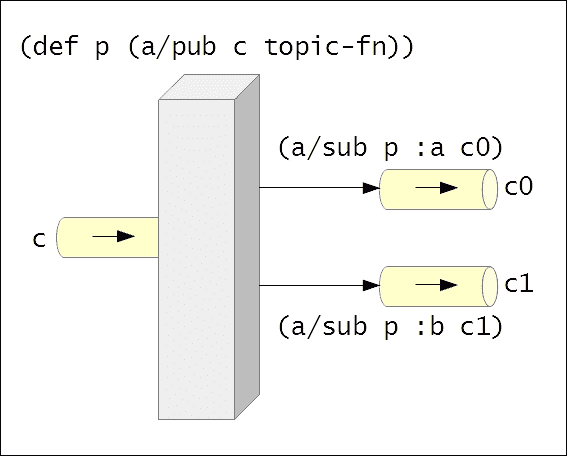 (def p (a/pub c topic-fn))
(a/sub p :a c0)
c0
c
c1
(a/sub p :b c1)